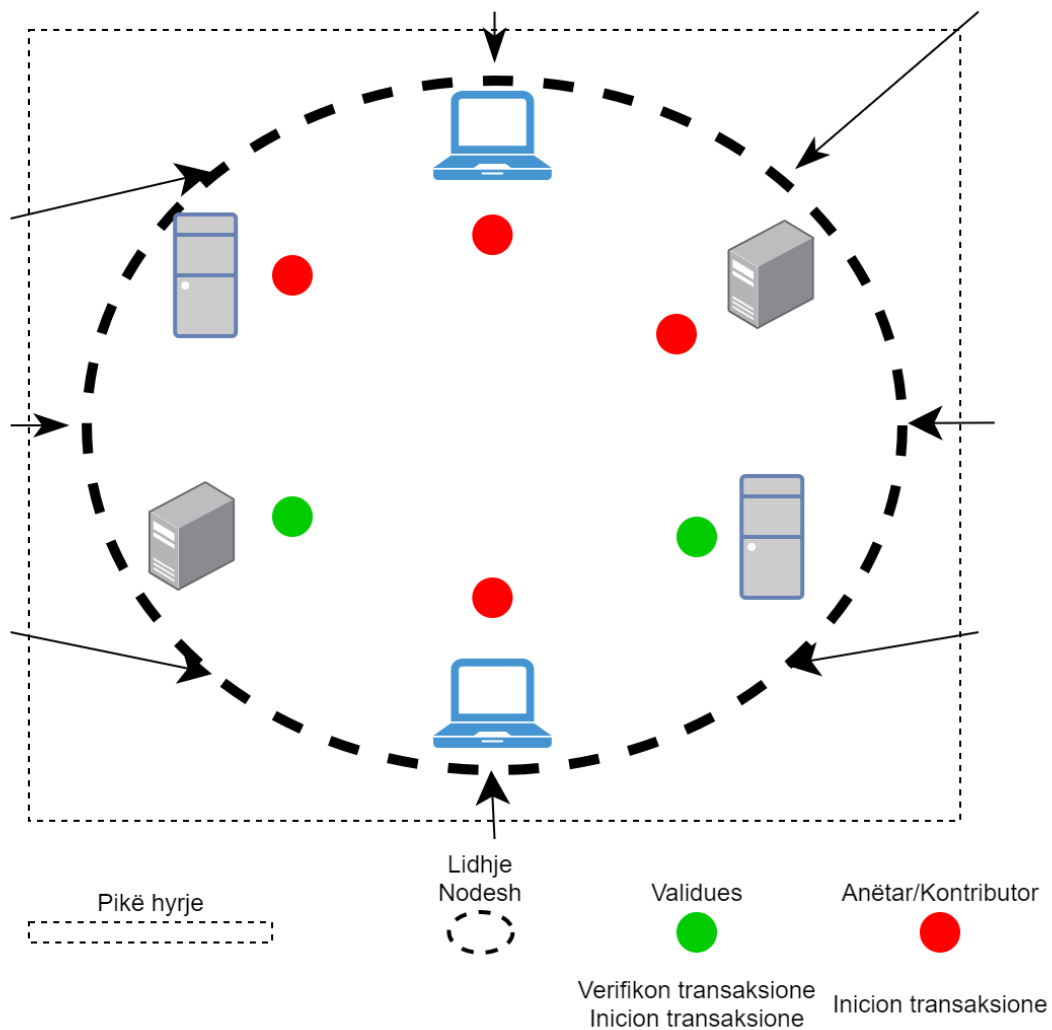 Pikë hyrje
Lidhje
Nodesh
Validues
Anëtar/Kontributor
Verifikon transaksione
Inicion transaksione
Inicion transaksione